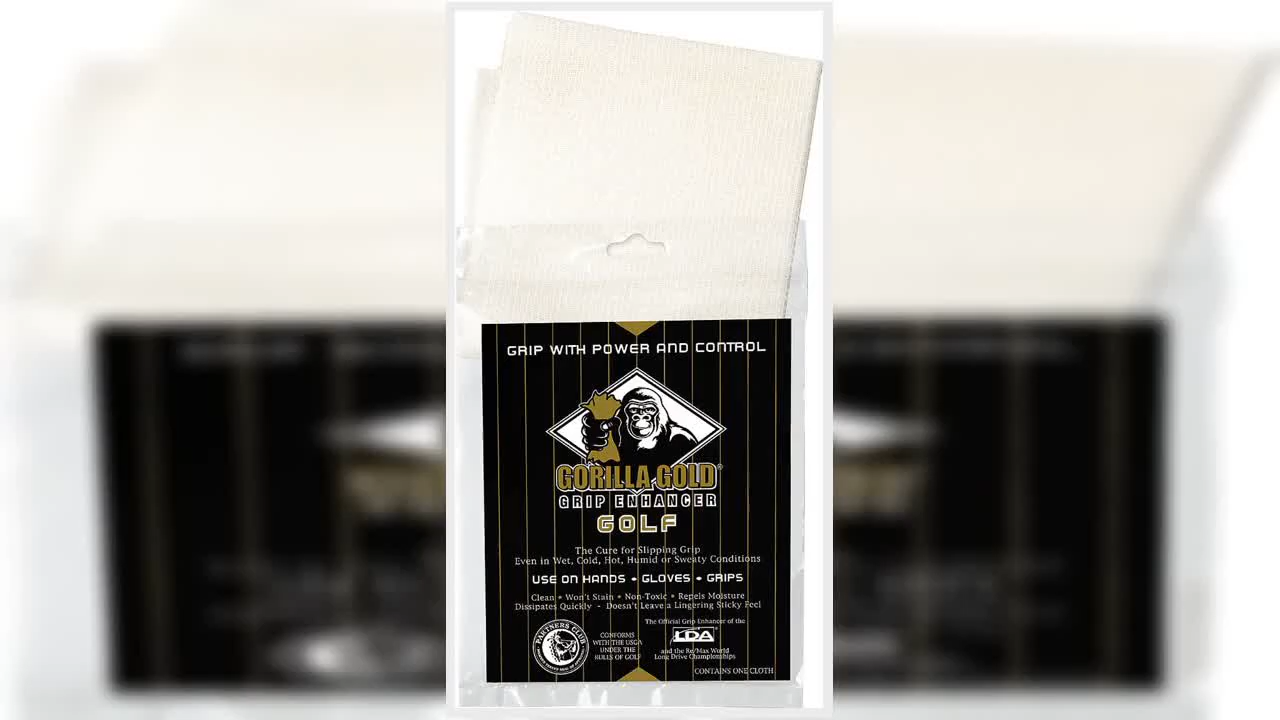 GRIP WITH POWER AND CONTROL
GORILLA GOLD®
GRIP ENHANCER
GOLF
The Cure for Slipping Grip
Even in Wet, Cold, Hot, Humid or Sweaty Conditions
USE ON HANDS • GLOVES • GRIPS
Clean • Won't Stain • Non-Toxic • Repels Moisture
Dissipates Quickly - Doesn't Leave a Lingering Sticky Feel
PARTNERS CLUB
CONFORMS
WITH THE USGA
UNDER THE
RULES OF GOLF
The Official Grip Enhancer of the
LDA
and the Re/Max World
Long Drive Championships
CONTAINS ONE CLOTH